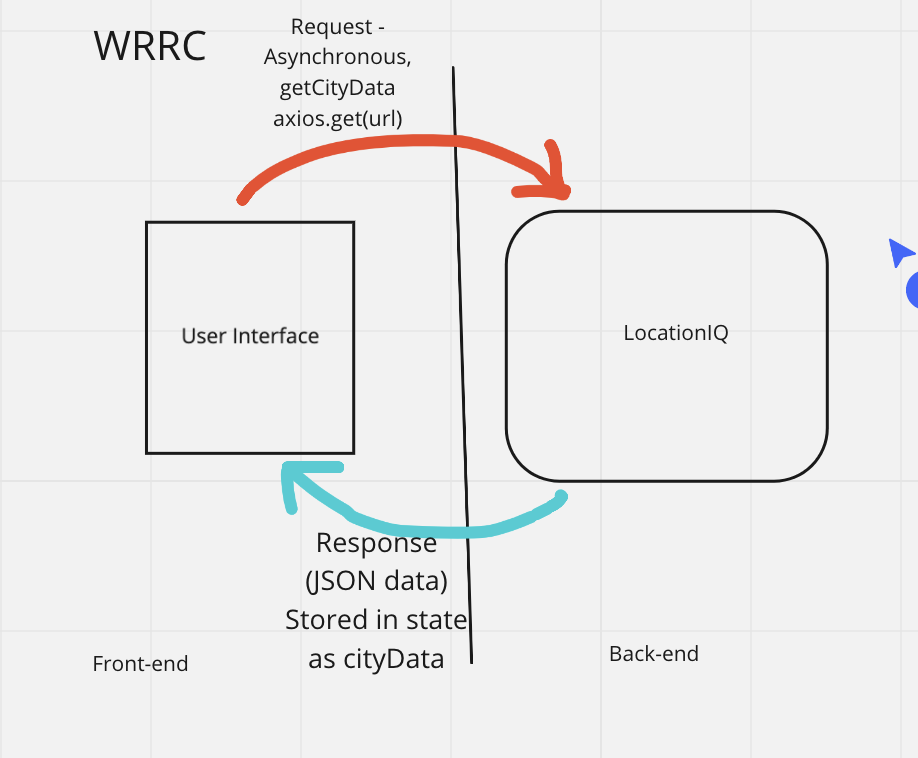 WRRC
Request -
Asynchronous,
getCityData
axios.get(url)
User Interface
LocationIQ
Response
(JSON data)
Stored in state
as cityData
Front-end
Back-end